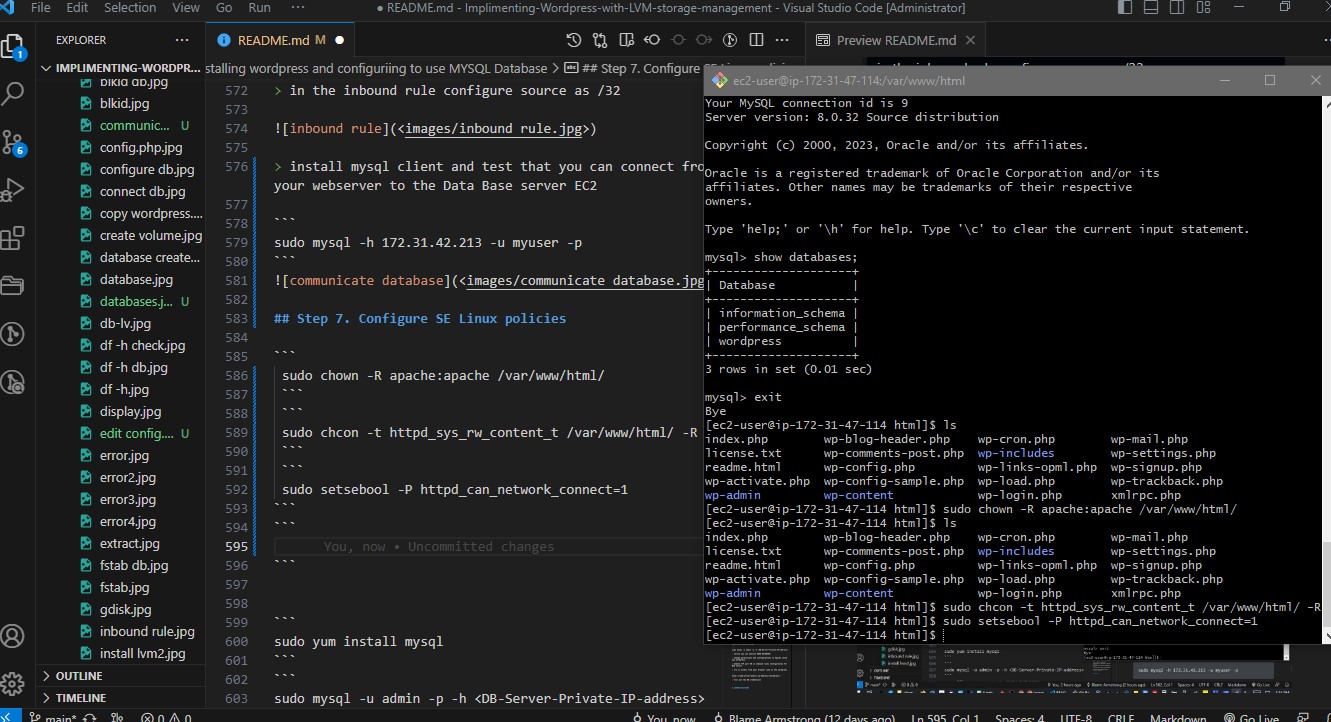 File Edit Selection View Go Run ···
● README.md - Implimenting-Wordpress-with-LVM-storage-management - Visual Studio Code [Administrator]
EXPLORER ···
README.md M ●
Preview README.md
IMPLIMENTING-WORDPR...
stalling wordpress and configuriing to use MYSQL Database > ## Step 7. Configure
blkid db.jpg
blkid.jpg
communic... U
config.php.jpg
configure db.jpg
connect db.jpg
copy wordpress....
create volume.jpg
database create...
database.jpg
databases.j... U
db-lv.jpg
df -h check.jpg
df -h db.jpg
df -h.jpg
display.jpg
edit config.... U
error.jpg
error2.jpg
error3.jpg
error4.jpg
extract.jpg
fstab db.jpg
fstab.jpg
gdisk.jpg
inbound rule.jpg
install lvm2.jpg
OUTLINE
TIMELINE
1
6
572 > in the inbound rule configure source as /32
573
574 ![inbound rule](<images/inbound rule.jpg>)
575
576 > install mysql client and test that you can connect fro
your webserver to the Data Base server EC2
577
578 ```
579 sudo mysql -h 172.31.42.213 -u myuser -p
580 ```
581 ![communicate database](<images/communicate database.jpg
582
583 ## Step 7. Configure SE Linux policies
584
585 ```
586 sudo chown -R apache:apache /var/www/html/
587 ```
588 ```
589 sudo chcon -t httpd_sys_rw_content_t /var/www/html/ -R
590 ```
591 ```
592 sudo setsebool -P httpd_can_network_connect=1
593 ```
594 ```
595 You, now • Uncommitted changes
596 ```
597
598
599 ```
600 sudo yum install mysql
601 ```
602 ```
603 sudo mysql -u admin -p -h <DB-Server-Private-IP-address>
ec2-user@ip-172-31-47-114:/var/www/html
Your MySQL connection id is 9
Server version: 8.0.32 Source distribution
Copyright (c) 2000, 2023, Oracle and/or its affiliates.
Oracle is a registered trademark of Oracle Corporation and/or its
affiliates. Other names may be trademarks of their respective
owners.
Type 'help;' or '\h' for help. Type '\c' to clear the current input statement.
mysql> show databases;
+--------------------+
| Database           |
+--------------------+
| information_schema |
| performance_schema |
| wordpress          |
+--------------------+
3 rows in set (0.01 sec)
mysql> exit
Bye
[ec2-user@ip-172-31-47-114 html]$ ls
index.php wp-blog-header.php wp-cron.php wp-mail.php
license.txt wp-comments-post.php wp-includes wp-settings.php
readme.html wp-config.php wp-links-opml.php wp-signup.php
wp-activate.php wp-config-sample.php wp-load.php wp-trackback.php
wp-admin wp-content wp-login.php xmlrpc.php
[ec2-user@ip-172-31-47-114 html]$ sudo chown -R apache:apache /var/www/html/
[ec2-user@ip-172-31-47-114 html]$ ls
index.php wp-blog-header.php wp-cron.php wp-mail.php
license.txt wp-comments-post.php wp-includes wp-settings.php
readme.html wp-config.php wp-links-opml.php wp-signup.php
wp-activate.php wp-config-sample.php wp-load.php wp-trackback.php
wp-admin wp-content wp-login.php xmlrpc.php
[ec2-user@ip-172-31-47-114 html]$ sudo chcon -t httpd_sys_rw_content_t /var/www/html/ -R
[ec2-user@ip-172-31-47-114 html]$ sudo setsebool -P httpd_can_network_connect=1
[ec2-user@ip-172-31-47-114 html]$
sudo yum install mysql
sudo mysql -u admin -p -h <DB-Server-Private-IP-address>
main* 0 0 You, now Blame Armstrong (12 days ago) Ln 595, Col 1 Spaces: 4 UTF-8 CRLF Markdown Go Live